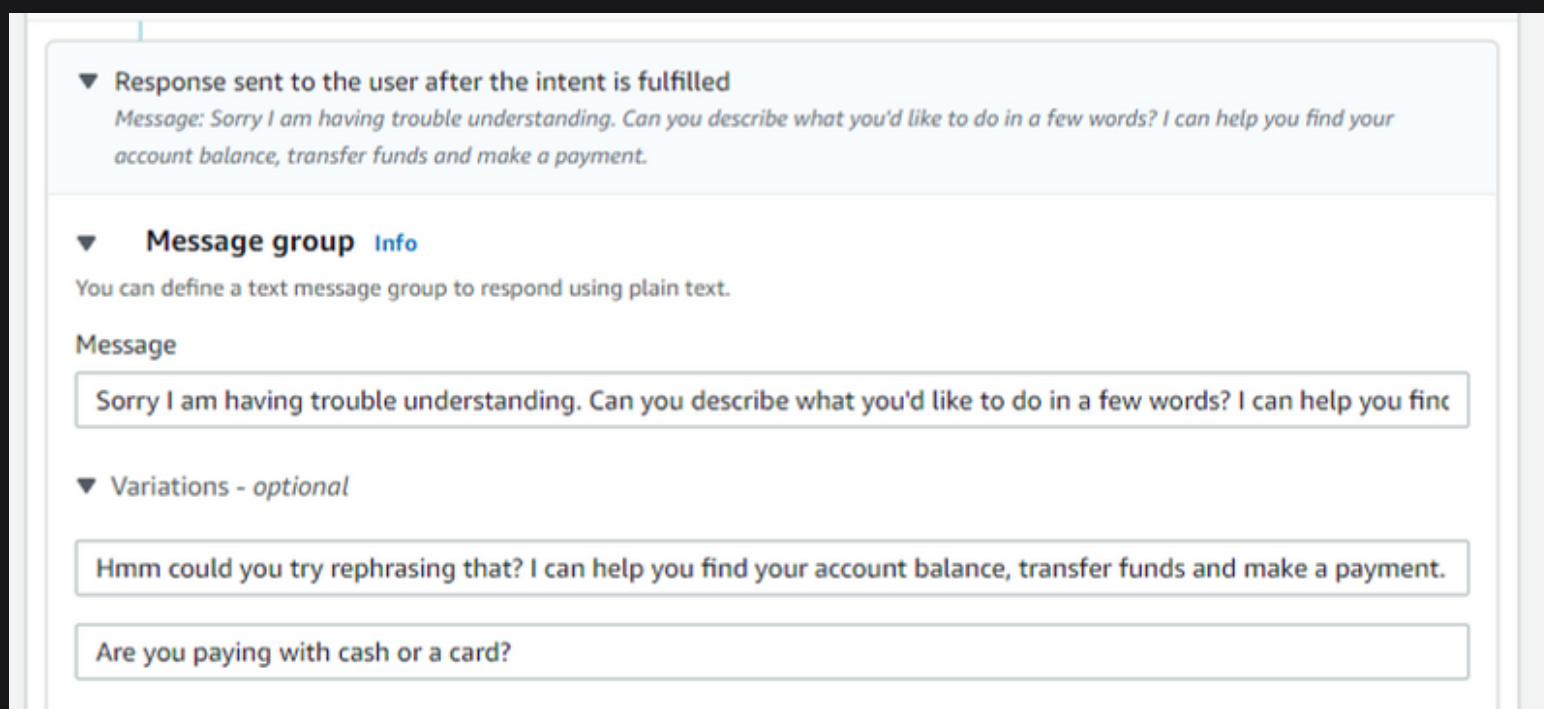 Response sent to the user after the intent is fulfilled
Message: Sorry I am having trouble understanding. Can you describe what you'd like to do in a few words? I can help you find your
account balance, transfer funds and make a payment.
Message group Info
You can define a text message group to respond using plain text.
Message
Sorry I am having trouble understanding. Can you describe what you'd like to do in a few words? I can help you finc
Variations - optional
Hmm could you try rephrasing that? I can help you find your account balance, transfer funds and make a payment.
Are you paying with cash or a card?